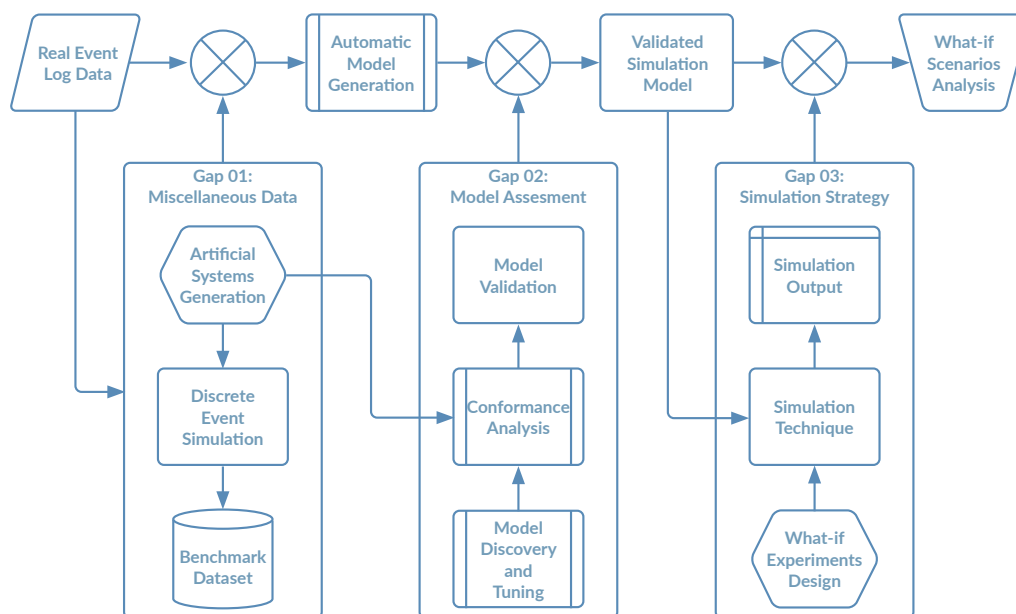 Real Event
Log Data
Automatic
Model
Generation
Validated
Simulation
Model
What-if
Scenarios
Analysis
Gap 01:
Miscellaneous Data
Artificial
Systems
Generation
Discrete
Event
Simulation
Benchmark
Dataset
Gap 02:
Model Assesment
Model
Validation
Conformance
Analysis
Model
Discovery
and
Tuning
Gap 03:
Simulation Strategy
Simulation
Output
Simulation
Technique
What-if
Experiments
Design